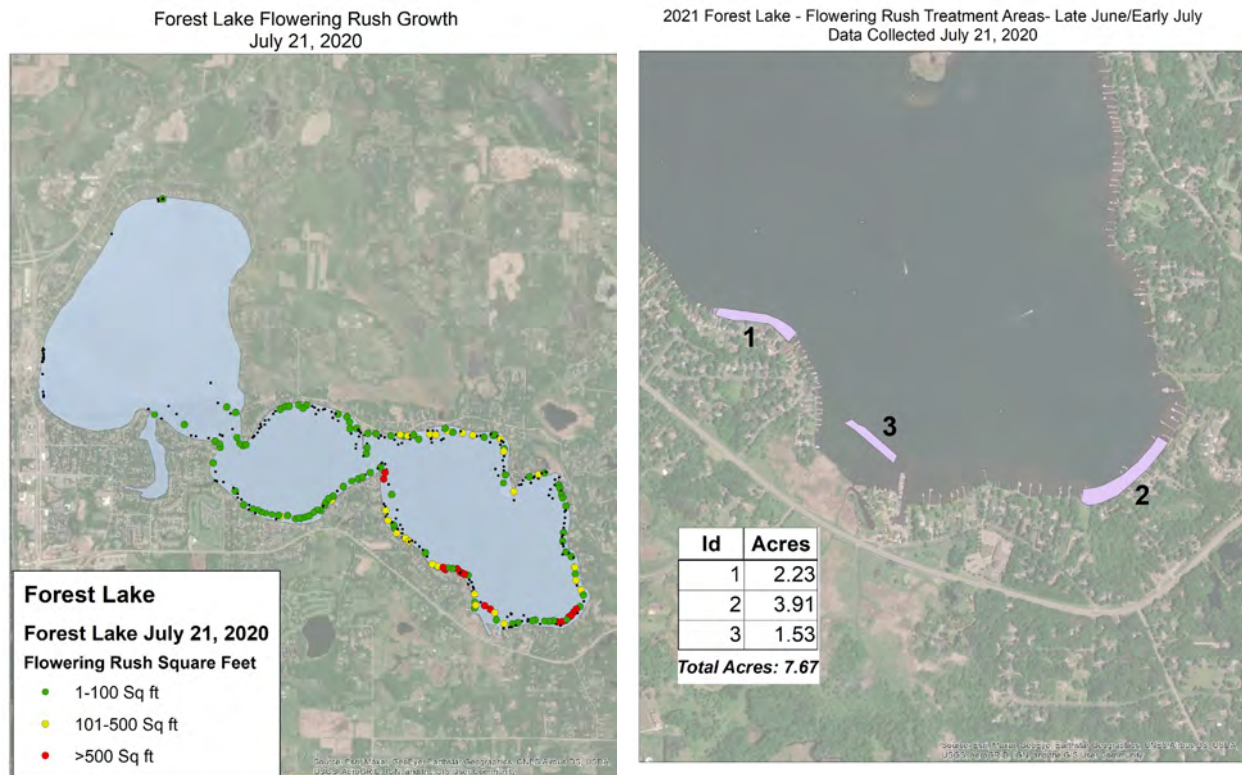 Forest Lake Flowering Rush Growth
July 21, 2020
Forest Lake
Forest Lake July 21, 2020
Flowering Rush Square Feet
1-100 Sq ft
101-500 Sq ft
>500 Sq ft
2021 Forest Lake - Flowering Rush Treatment Areas- Late June/Early July
Data Collected July 21, 2020
1
3
2
Id Acres
1 2.23
2 3.91
3 1.53
Total Acres: 7.67